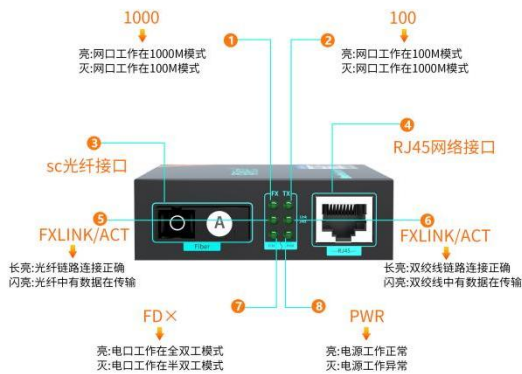 1000
100
1
2
亮:网口工作在1000M模式
灭:网口工作在100M模式
亮:网口工作在100M模式
灭:网口工作在1000M模式
3
sc光纤接口
4
RJ45网络接口
FX TX
A
Fiber
RJ45
5
FXLINK/ACT
长亮:光纤链路连接正确
闪亮:光纤中有数据在传输
6
FXLINK/ACT
长亮:双绞线链路连接正确
闪亮:双绞线中有数据在传输
7
8
FD×
亮:电口工作在全双工模式
灭:电口工作在半双工模式
PWR
亮:电源工作正常
灭:电源工作异常